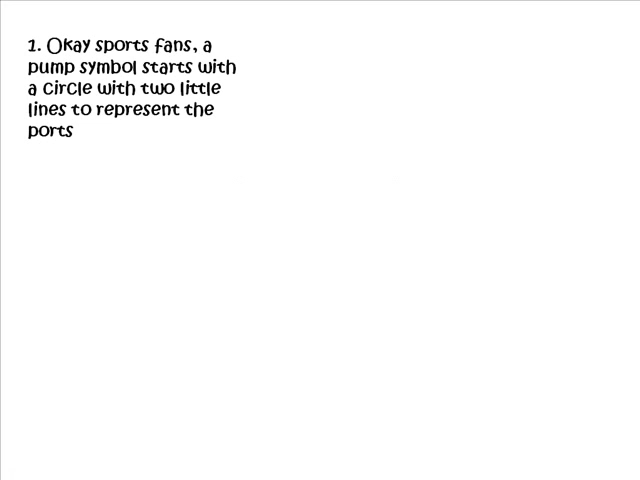 1. Okay sports fans, a
pump symbol starts with
a circle with two little
lines to represent the
ports